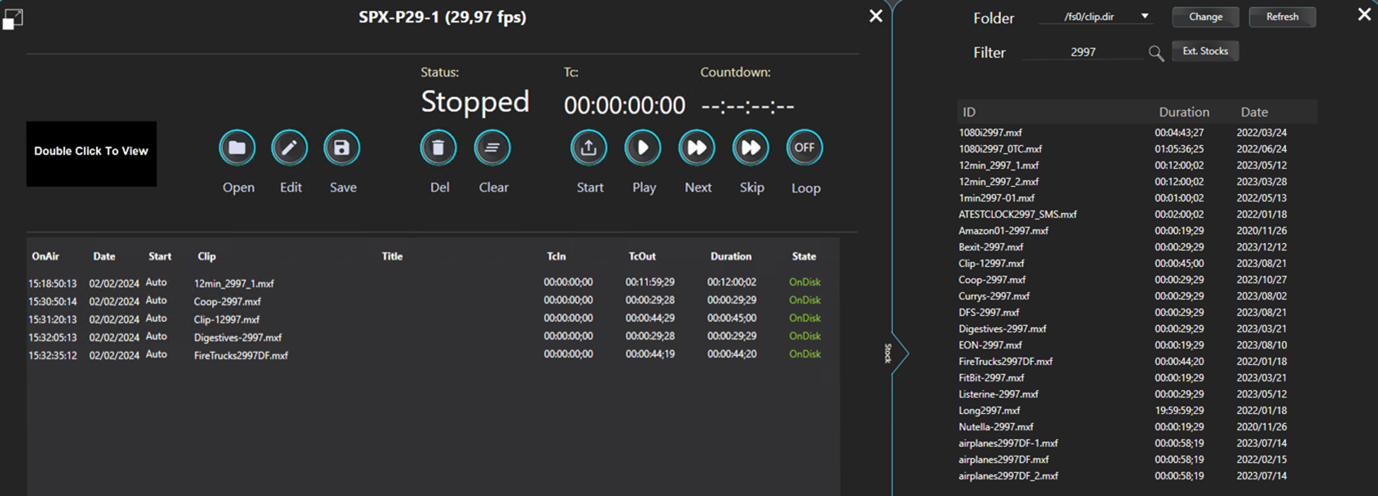 SPX-P29-1 (29,97 fps)
Status: Tc: Countdown:
Stopped 00:00:00:00 --:--:--:--
Double Click To View
OFF
Open Edit Save Del Clear Start Play Next Skip Loop
OnAir Date Start Clip Title TcIn TcOut Duration State
15:18:50:13 02/02/2024 Auto 12min_2997_1.mxf 00:00:00;00 00:11:59;29 00:12:00;02 OnDisk
15:30:50:14 02/02/2024 Auto Coop-2997.mxf 00:00:00;00 00:00:29;28 00:00:29;29 OnDisk
15:31:20:13 02/02/2024 Auto Clip-12997.mxf 00:00:00;00 00:00:44;29 00:00:45;00 OnDisk
15:32:05:13 02/02/2024 Auto Digestives-2997.mxf 00:00:00;00 00:00:29;28 00:00:29;29 OnDisk
15:32:35:12 02/02/2024 Auto FireTrucks2997DF.mxf 00:00:00;00 00:00:44;19 00:00:44;20 OnDisk
Stock
Folder /fs0/clip.dir Change Refresh
Filter 2997 Ext. Stocks
ID Duration Date
1080i2997.mxf 00:04:43;27 2022/03/24
1080i2997_0TC.mxf 01:05:36;25 2022/06/24
12min_2997_1.mxf 00:12:00;02 2023/05/12
12min_2997_2.mxf 00:12:00;02 2023/03/28
1min2997-01.mxf 00:01:00;02 2022/05/13
ATESTCLOCK2997_SMS.mxf 00:02:00;02 2022/01/18
Amazon01-2997.mxf 00:00:19;29 2020/11/26
Bexit-2997.mxf 00:00:29;29 2023/12/12
Clip-12997.mxf 00:00:45;00 2023/08/21
Coop-2997.mxf 00:00:29;29 2023/10/27
Currys-2997.mxf 00:00:29;29 2023/08/02
DFS-2997.mxf 00:00:29;29 2023/08/21
Digestives-2997.mxf 00:00:29;29 2023/03/21
EON-2997.mxf 00:00:29;29 2023/08/10
FireTrucks2997DF.mxf 00:00:44;20 2022/01/18
FitBit-2997.mxf 00:00:19;29 2023/03/21
Listerine-2997.mxf 00:00:29;29 2023/05/12
Long2997.mxf 19:59:59;29 2022/01/18
Nutella-2997.mxf 00:00:19;29 2020/11/26
airplanes2997DF-1.mxf 00:00:58;19 2023/07/14
airplanes2997DF.mxf 00:00:58;19 2022/02/15
airplanes2997DF_2.mxf 00:00:58;19 2023/07/14